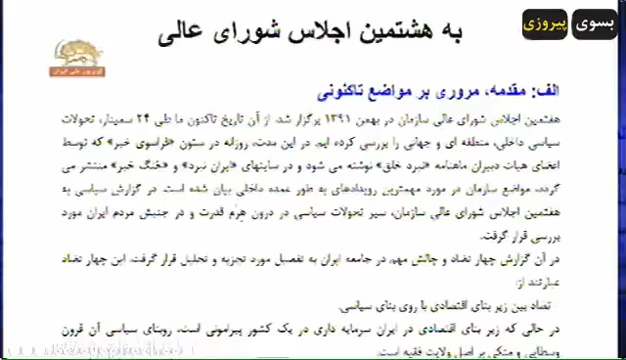 بسوی پیروزی
به هشتمین اجلاس شورای عالی
الف: مقدمه، مروری بر مواضع تاکنونی
هفتمین اجلاس شورای عالی سازمان در بهمن ۱۳۹۱ برگزار شد. از آن تاریخ تاکنون ما طی ۲۴ سمینار، تحولات
سیاسی داخلی، منطقه ای و جهانی را بررسی کرده ایم. در این مدت، روزانه در ستون «فراسوی خبر» که توسط
اعضای هیات دبیران ماهنامه «نبرد خلق» نوشته می شود و در سایتهای «ایران نبرد» و «جُنگ خبر» منتشر می
گردد، مواضع سازمان در مورد مهمترین رویدادهای به طور عمده داخلی بیان شده است. در گزارش سیاسی به
هفتمین اجلاس شورای عالی سازمان، سیر تحولات سیاسی در درون هِرَم قدرت و در جنبش مردم ایران مورد
بررسی قرار گرفت.
در آن گزارش چهار تضاد و چالش مهم در جامعه ایران به تفصیل مورد تجزیه و تحلیل قرار گرفت. این چهار تضاد
عبارتند از:
تضاد بین زیر بنای اقتصادی با روی بنای سیاسی.
در حالی که زیر بنای اقتصادی در ایران سرمایه داری در یک کشور پیرامونی است، روبنای سیاسی آن قرون
وسطایی و متکی بر اصل ولایت فقیه است.